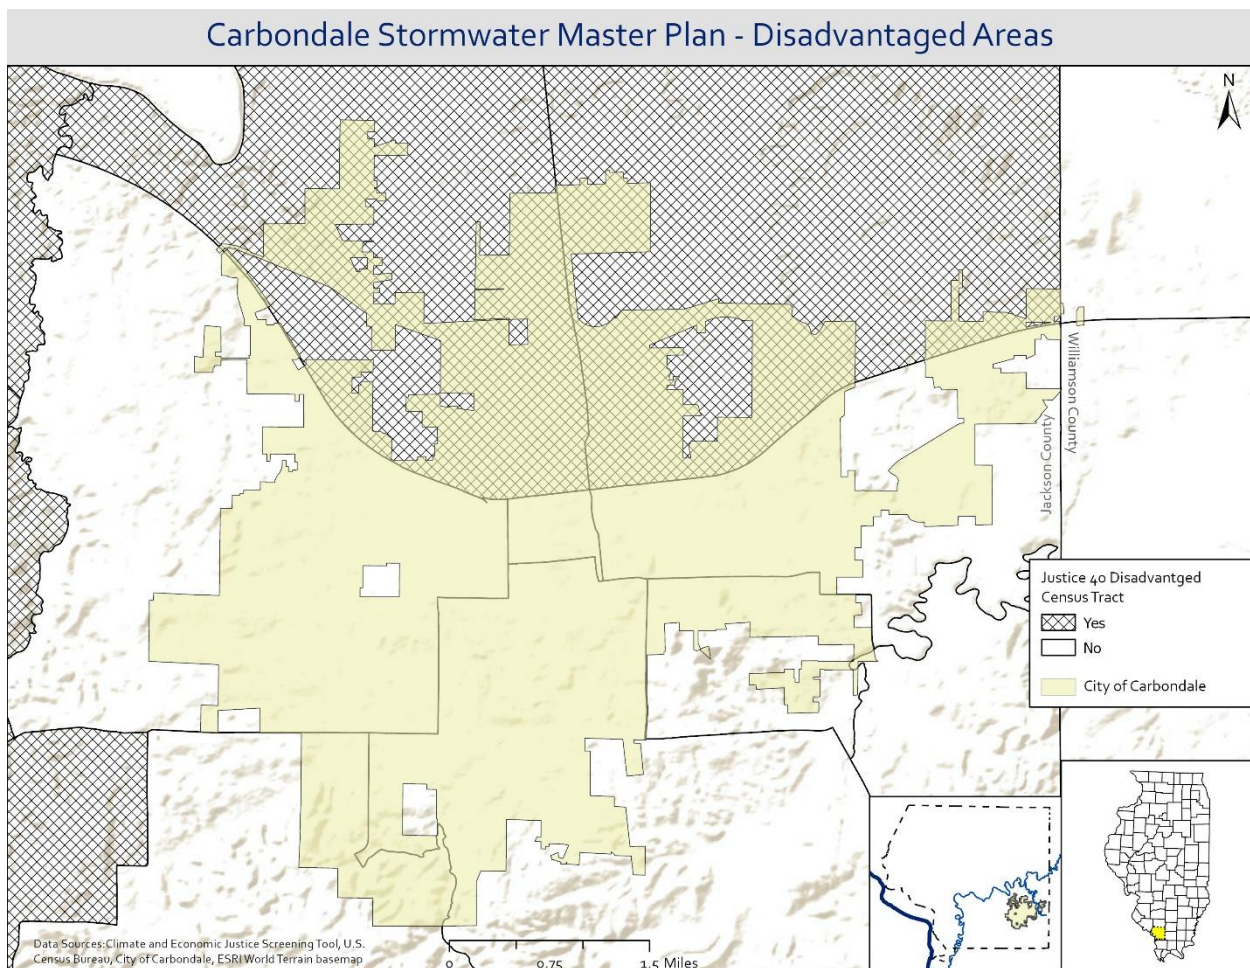 Carbondale Stormwater Master Plan - Disadvantaged Areas
N
Williamson County
Jackson County
Justice 40 Disadvantged
Census Tract
Yes
No
City of Carbondale
Data Sources:Climate and Economic Justice Screening Tool, U.S.
Census Bureau, City of Carbondale, ESRI World Terrain basemap
0 0.75 1.5 Miles